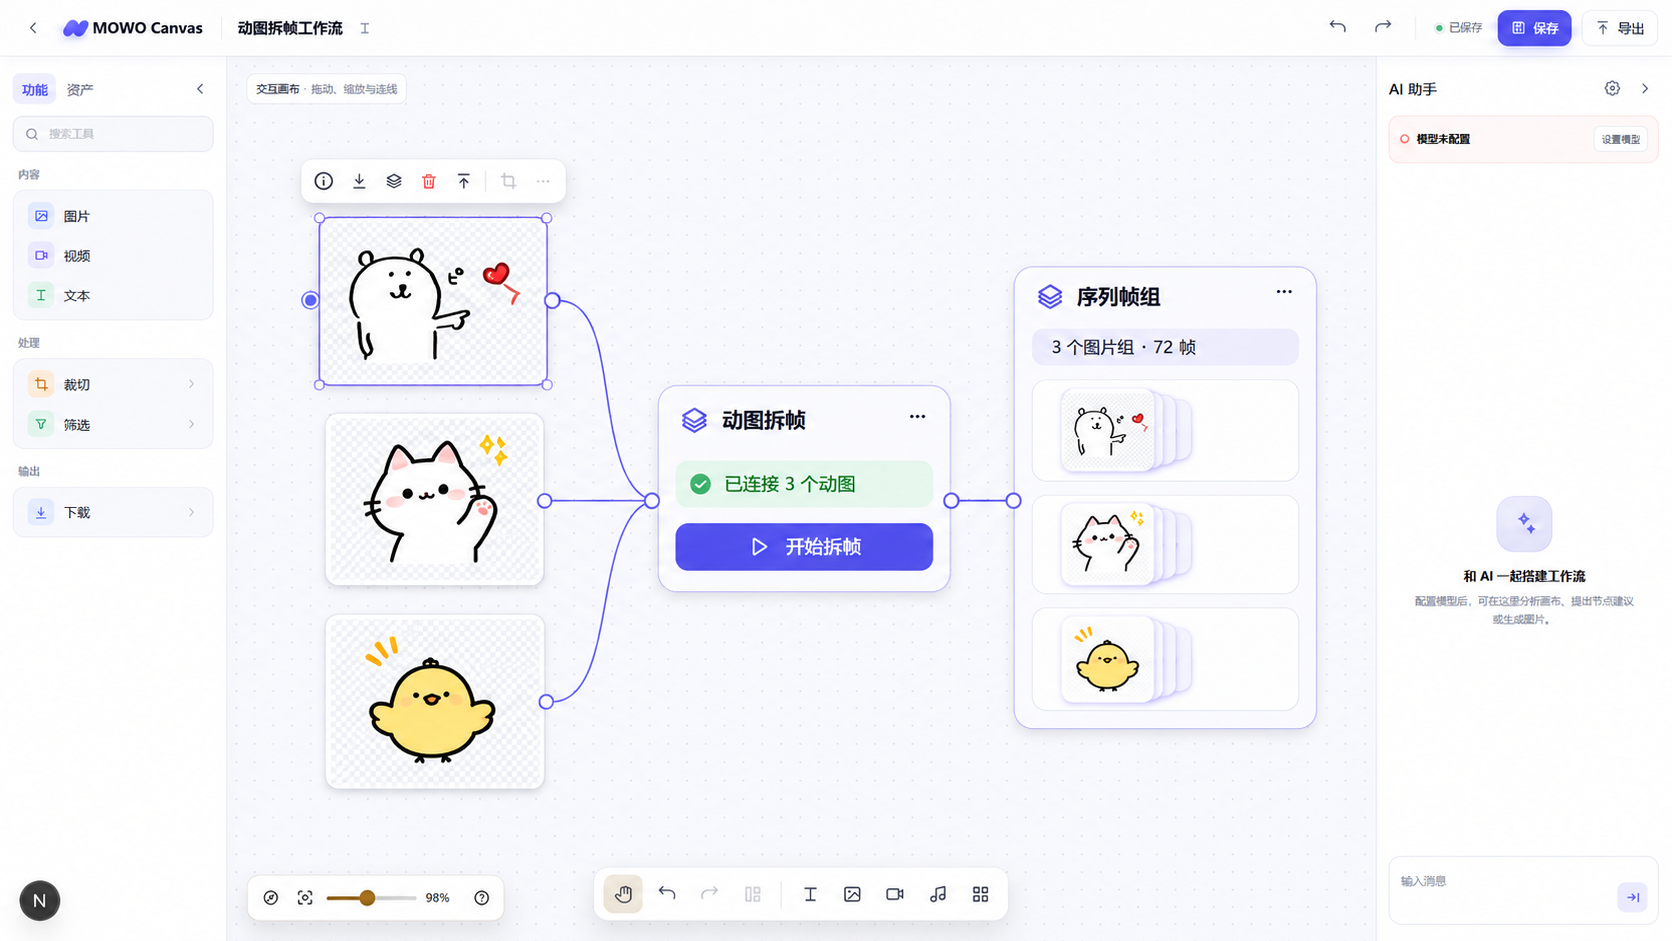 MOWO Canvas
动图拆帧工作流
已保存
保存
导出
功能
资产
搜索工具
内容
图片
视频
文本
处理
裁切
筛选
输出
下载
N
交互画布 · 拖动、缩放与连线
ピ
动图拆帧
已连接 3 个动图
开始拆帧
序列帧组
3 个图片组 · 72 帧
98%
AI 助手
模型未配置
设置模型
和 AI 一起搭建工作流
配置模型后，可在这里分析画布、提出节点建议
或生成图片。
输入消息